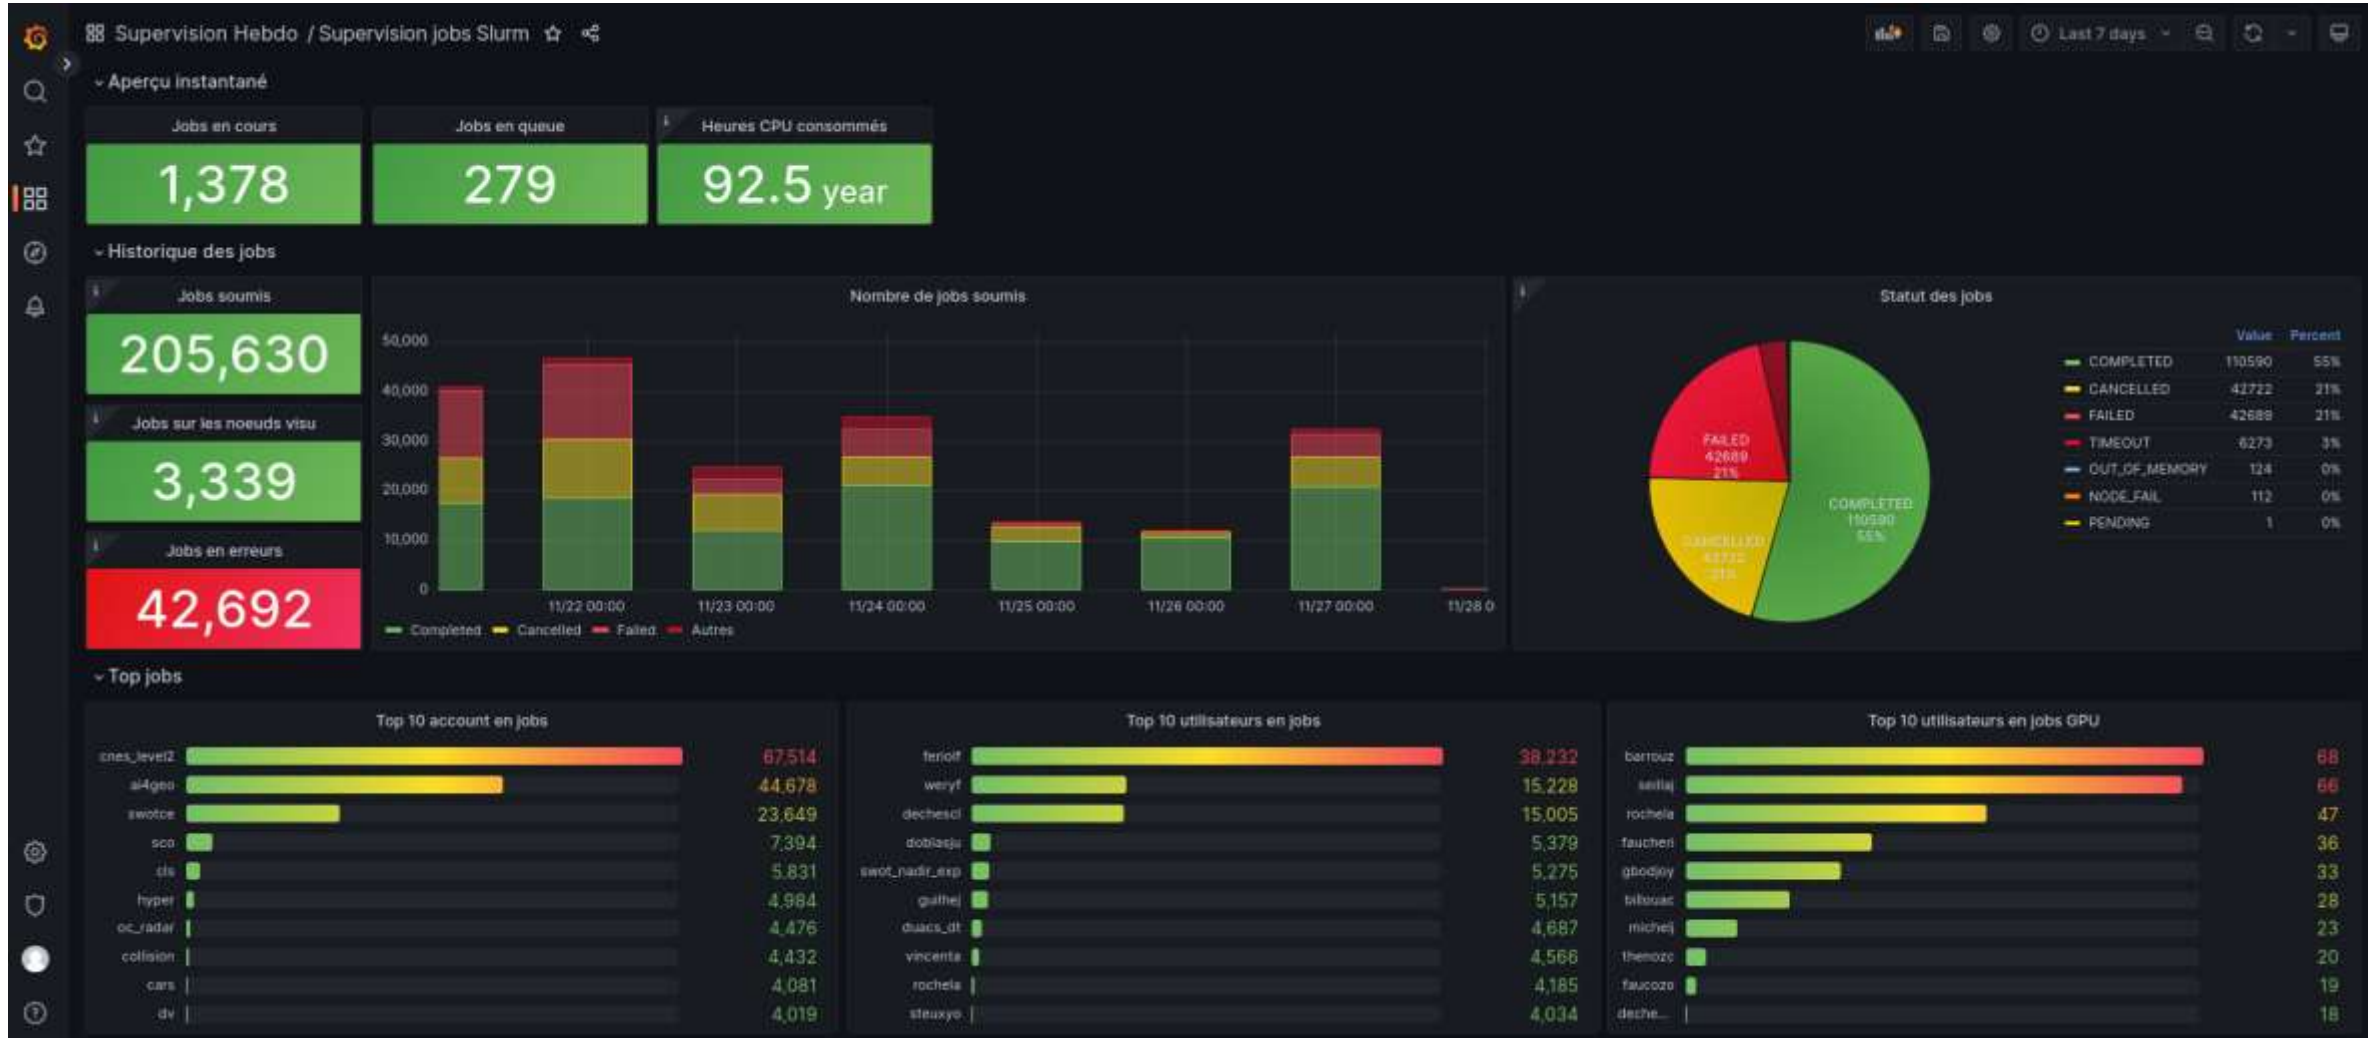 Supervision Hebdo / Supervision jobs Slurm
Last 7 days
Aperçu instantané
Jobs en cours
1,378
Jobs en queue
279
Heures CPU consommés
92.5 year
Historique des jobs
Jobs soumis
205,630
Jobs sur les noeuds visu
3,339
Jobs en erreurs
42,692
Nombre de jobs soumis
50,000
40,000
30,000
20,000
10,000
0
11/22 00:00
11/23 00:00
11/24 00:00
11/25 00:00
11/26 00:00
11/27 00:00
11/28 0
Completed
Cancelled
Failed
Autres
Statut des jobs
FAILED
42689
21%
CANCELLED
42722
21%
COMPLETED
110590
55%
Value Percent
COMPLETED 110590 55%
CANCELLED 42722 21%
FAILED 42689 21%
TIMEOUT 6273 3%
OUT_OF_MEMORY 124 0%
NODE_FAIL 112 0%
PENDING 1 0%
Top jobs
Top 10 account en jobs
cnes_level2 67,514
ai4geo 44,678
swotce 23,649
sco 7,394
cls 5,831
hyper 4,984
oc_radar 4,476
collision 4,432
cars 4,081
dv 4,019
Top 10 utilisateurs en jobs
38,232
weryf 15,228
dechescl 15,005
doblasju 5,379
swot_nadir_exp 5,275
guilhej 5,157
duacs_dt 4,687
vincenta 4,566
rochela 4,185
steuxyo 4,034
Top 10 utilisateurs en jobs GPU
barrouz 68
66
rochela 47
faucheri 36
gbodjoy 33
billouac 28
michelj 23
thenozc 20
faucozo 19
deche... 18